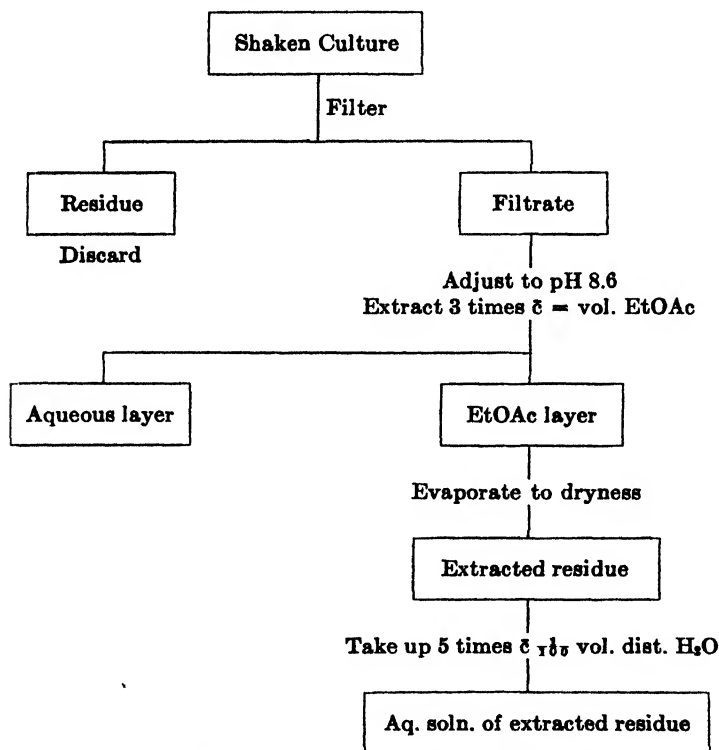 Shaken Culture
Filter
Residue
Filtrate
Discard
Adjust to pH 8.6
Extract 3 times c̄ = vol. EtOAc
Aqueous layer
EtOAc layer
Evaporate to dryness
Extracted residue
Take up 5 times c̄ 1/100 vol. dist. H₂O
Aq. soln. of extracted residue